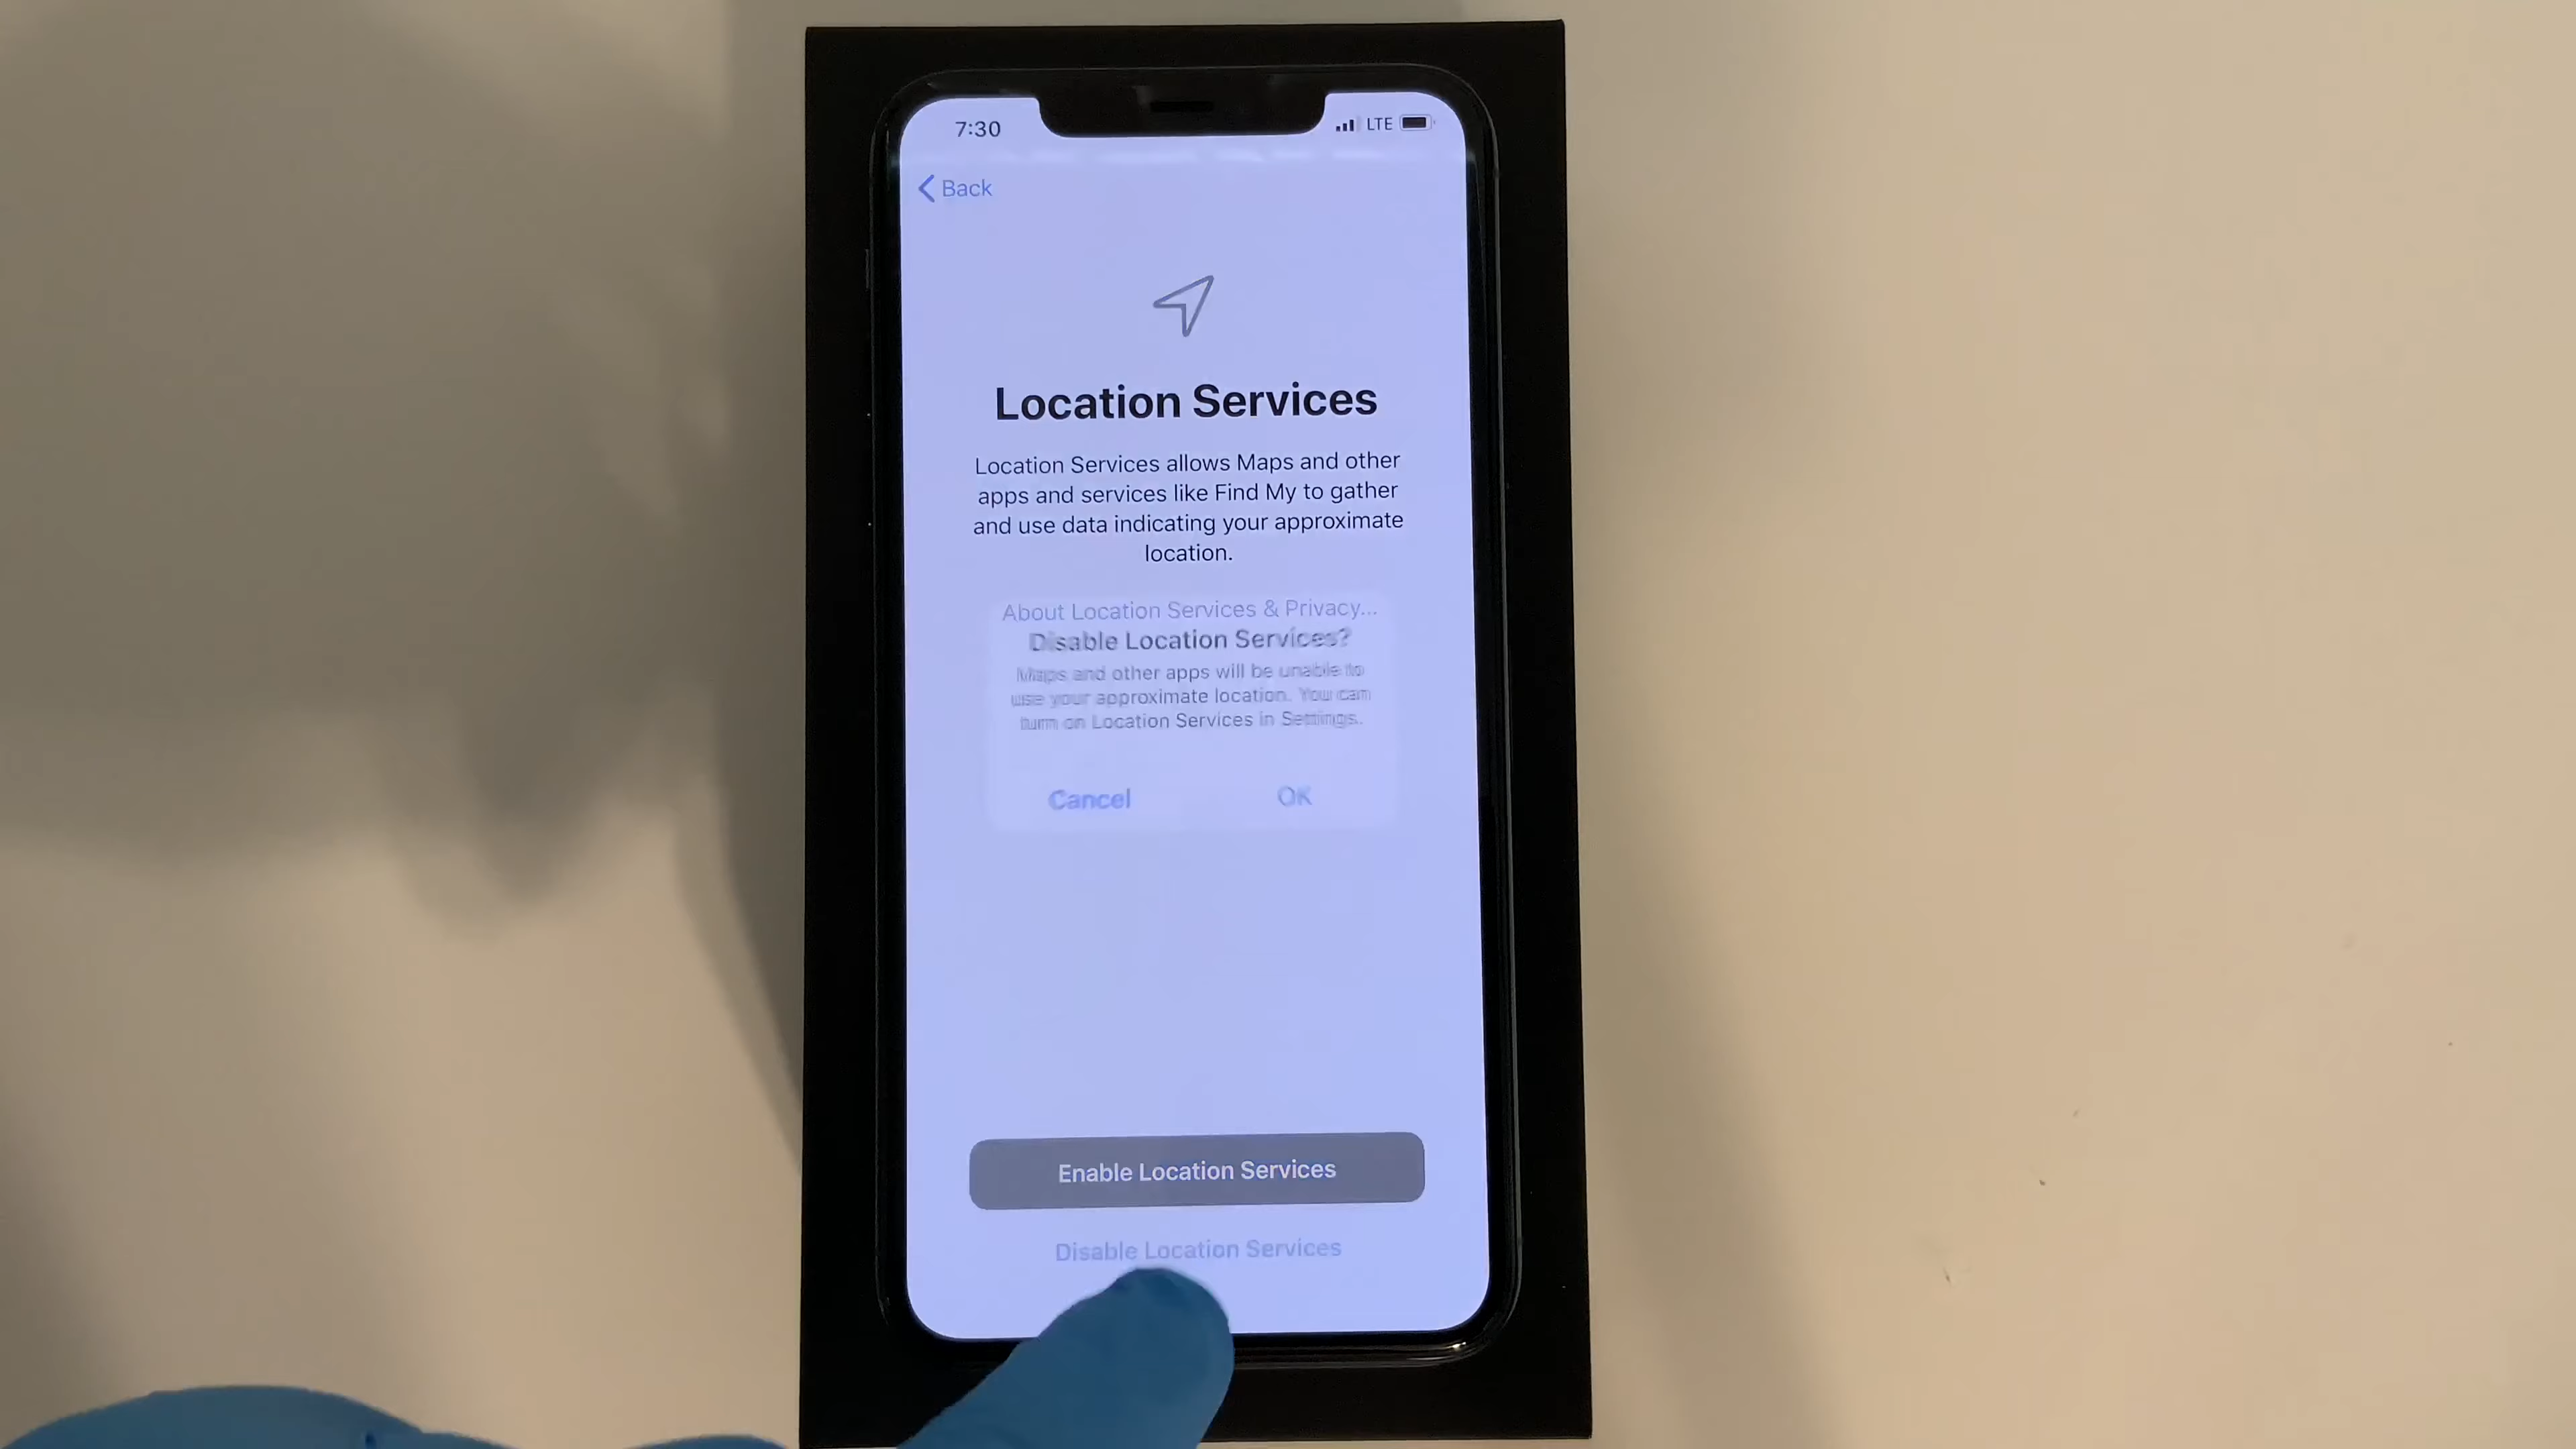 7:30
LTE
Back
Location Services
Location Services allows Maps and other
apps and services like Find My to gather
and use data indicating your approximate
location.
About Location Services & Privacy...
Disable Location Services?
Maps and other apps will be unable to
use your approximate location. You can
turn on Location Services in Settings.
Cancel OK
Enable Location Services
Disable Location Services